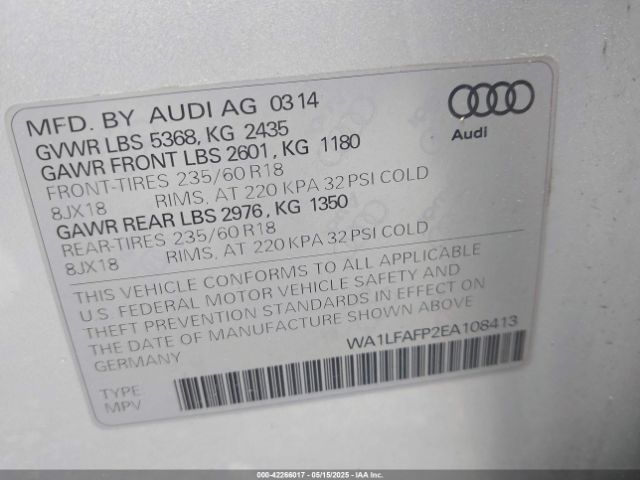 MFD. BY AUDI AG 0314
GVWR LBS 5368, KG 2435
GAWR FRONT LBS 2601, KG 1180
FRONT-TIRES 235/60 R18
8JX18 RIMS, AT 220 KPA 32 PSI COLD
GAWR REAR LBS 2976, KG 1350
REAR-TIRES 235/60 R18
8JX18 RIMS, AT 220 KPA 32 PSI COLD
THIS VEHICLE CONFORMS TO ALL APPLICABLE
U.S. FEDERAL MOTOR VEHICLE SAFETY AND
THEFT PREVENTION STANDARDS IN EFFECT ON
THE DATE OF MANUFACTURE SHOWN ABOVE
GERMANY
WA1LFAFP2EA108413
TYPE
MPV
Audi
000-42266017 - 05/15/2025 - IAAI.COM